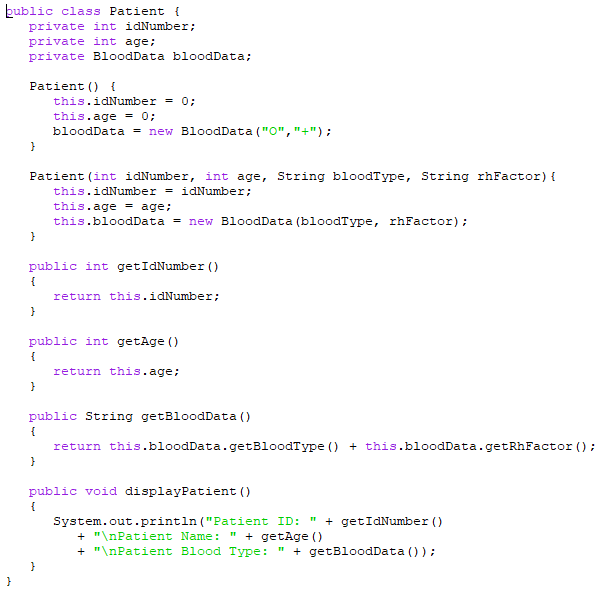 public class Patient {
   private int idNumber;
   private int age;
   private BloodData bloodData;

   Patient() {
      this.idNumber = 0;
      this.age = 0;
      bloodData = new BloodData("O","+");
   }

   Patient(int idNumber, int age, String bloodType, String rhFactor){
      this.idNumber = idNumber;
      this.age = age;
      this.bloodData = new BloodData(bloodType, rhFactor);
   }

   public int getIdNumber()
   {
      return this.idNumber;
   }

   public int getAge()
   {
      return this.age;
   }

   public String getBloodData()
   {
      return this.bloodData.getBloodType() + this.bloodData.getRhFactor();
   }

   public void displayPatient()
   {
      System.out.println("Patient ID: " + getIdNumber()
         + "\nPatient Name: " + getAge()
         + "\nPatient Blood Type: " + getBloodData());
   }
}